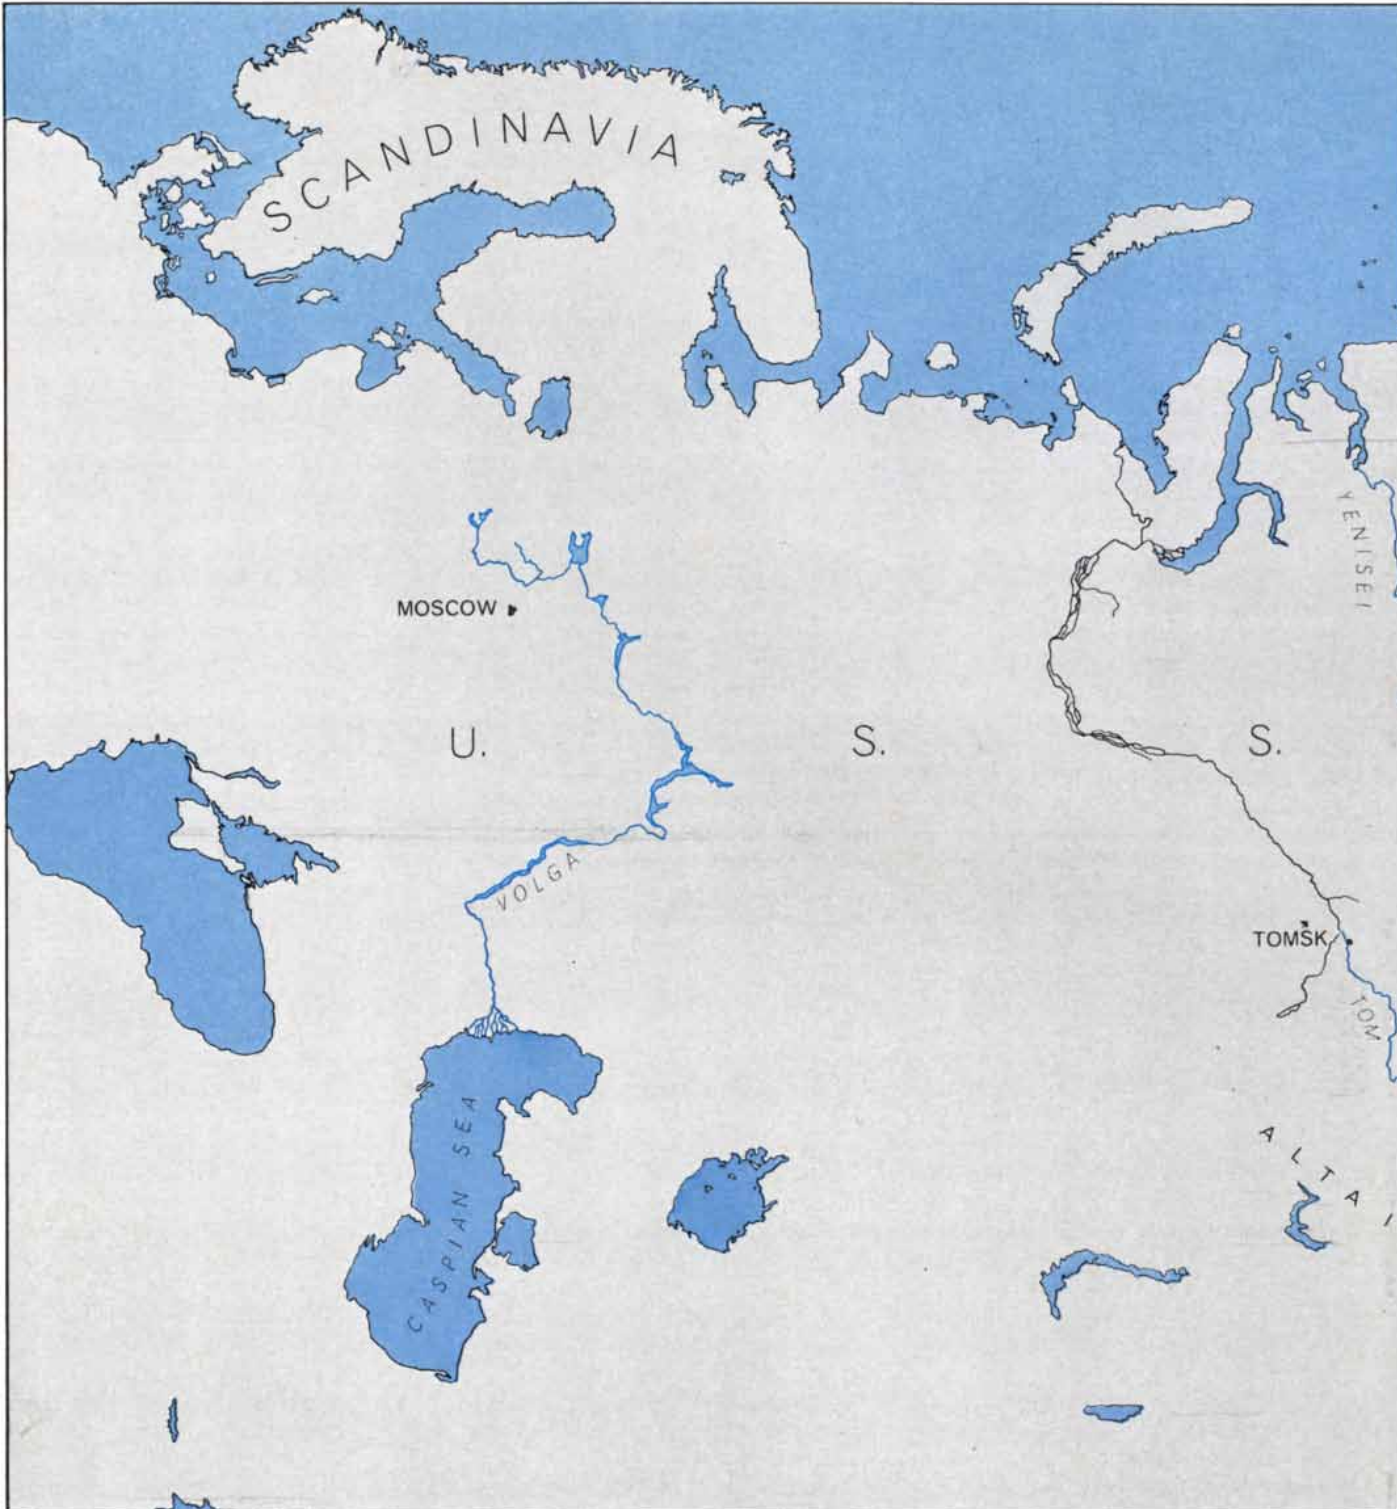 SCANDINAVIA
YENISEI
MOSCOW
U. S. S.
VOLGA
TOMSK
TOM
CASPIAN SEA
ALTAI